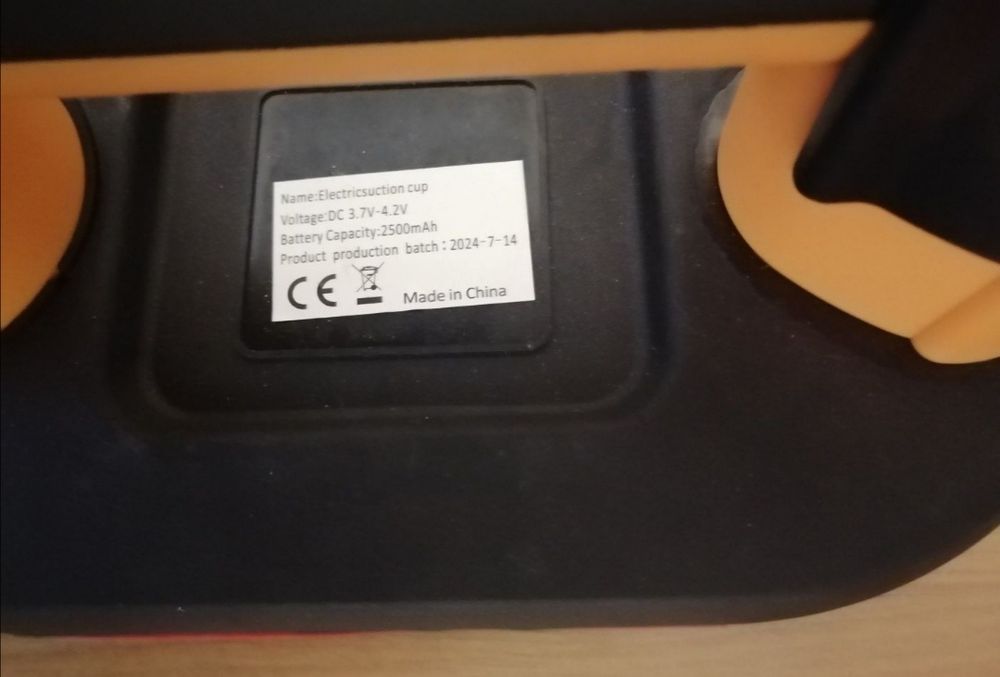 Name:Electricsuction cup
Voltage:DC 3.7V-4.2V
Battery Capacity:2500mAh
Product production batch：2024-7-14
CE
Made in China